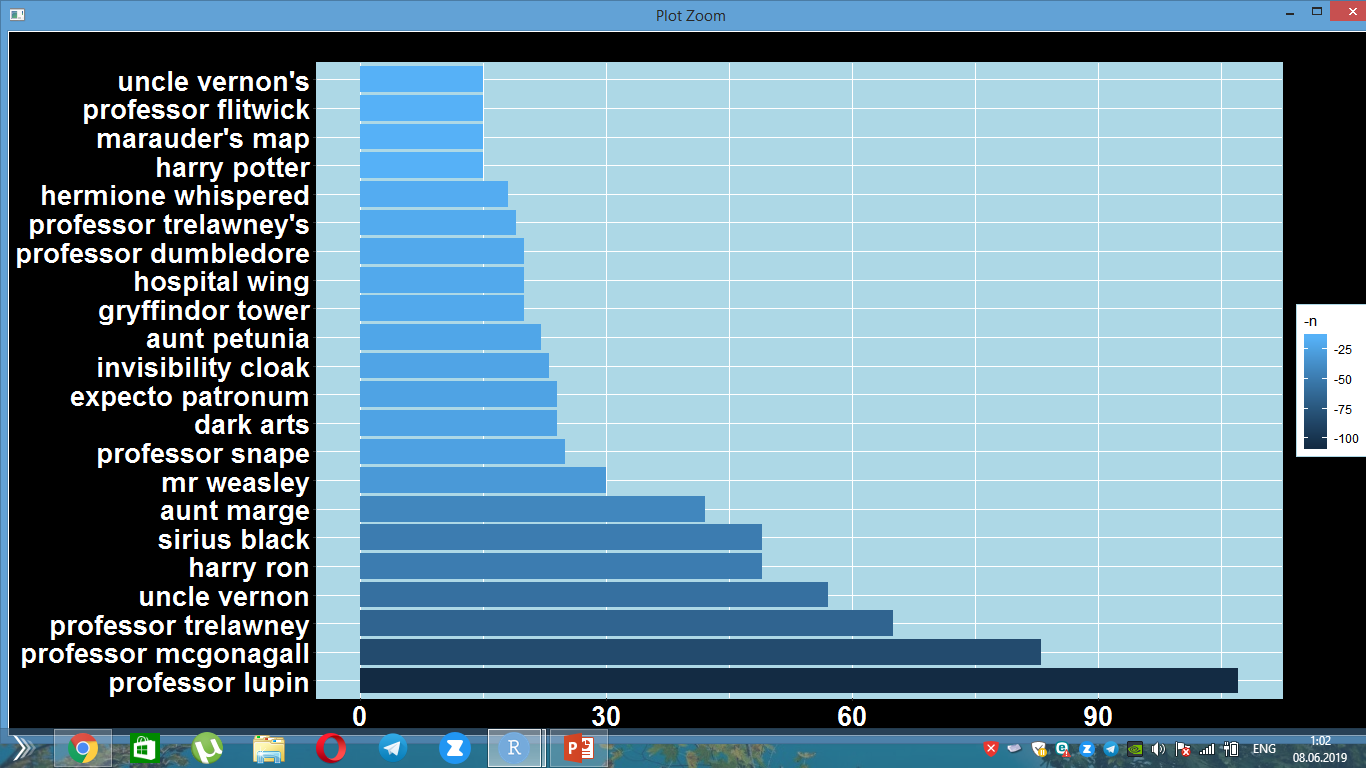 Plot Zoom
uncle vernon's
professor flitwick
marauder's map
harry potter
hermione whispered
professor trelawney's
professor dumbledore
hospital wing
gryffindor tower
aunt petunia
invisibility cloak
expecto patronum
dark arts
professor snape
mr weasley
aunt marge
sirius black
harry ron
uncle vernon
professor trelawney
professor mcgonagall
professor lupin
0 30 60 90
-n
-25
-50
-75
-100
R
P
ENG
1:02
08.06.2019